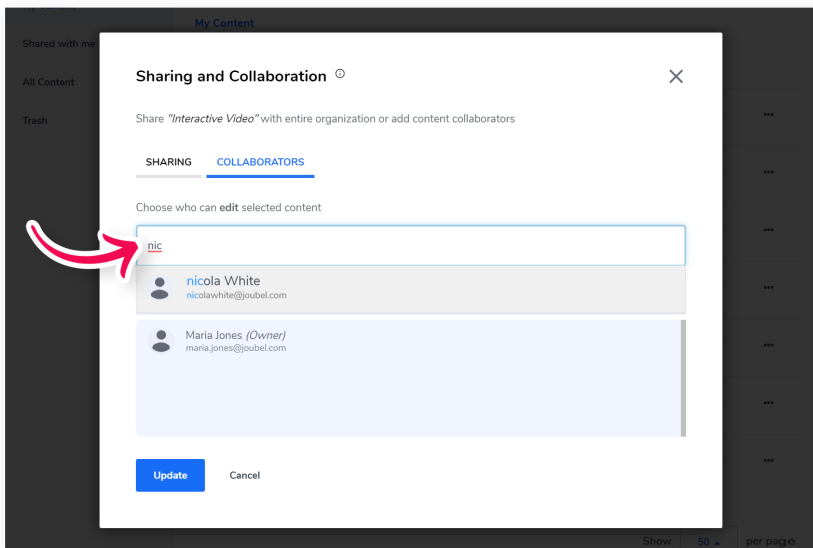 My Content
Shared with me
All Content
Trash
Sharing and Collaboration
Share "Interactive Video" with entire organization or add content collaborators
SHARING COLLABORATORS
Choose who can edit selected content
nic
nicola White
nicolawhite@joubel.com
Maria Jones (Owner)
maria.jones@joubel.com
Update Cancel
Show 50 per page